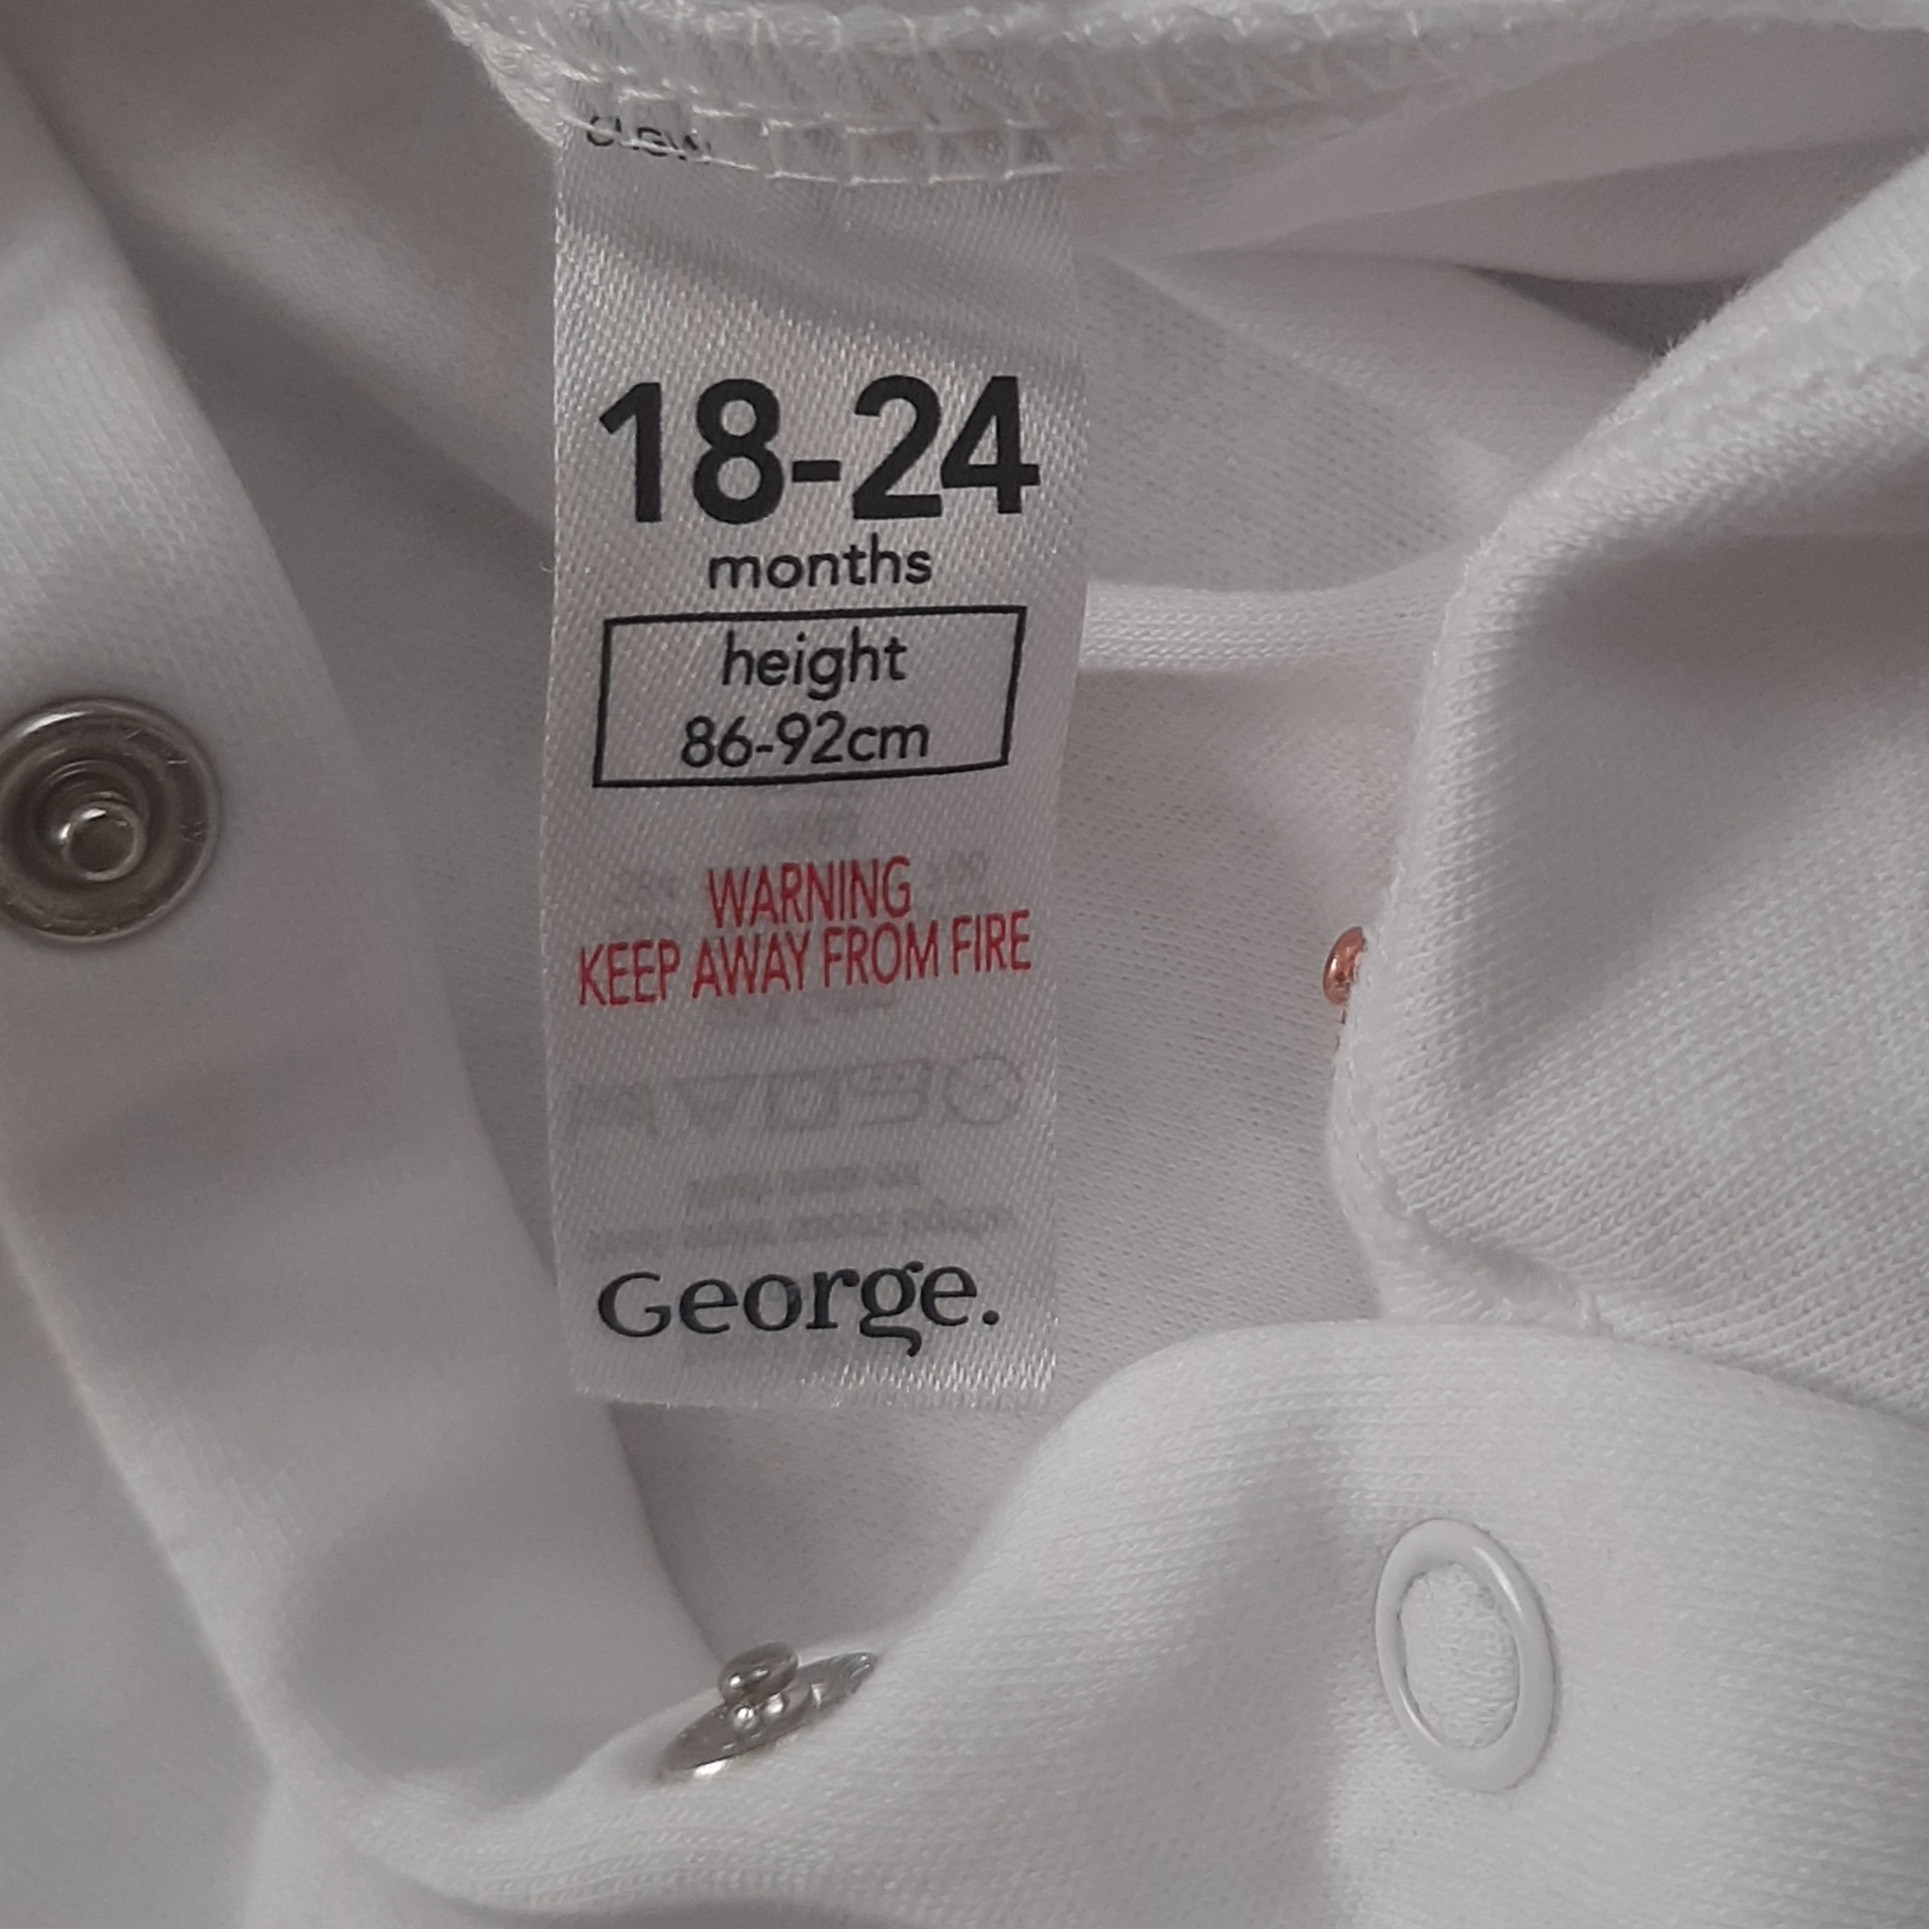 18-24
months
height
86-92cm
WARNING
KEEP AWAY FROM FIRE
George.